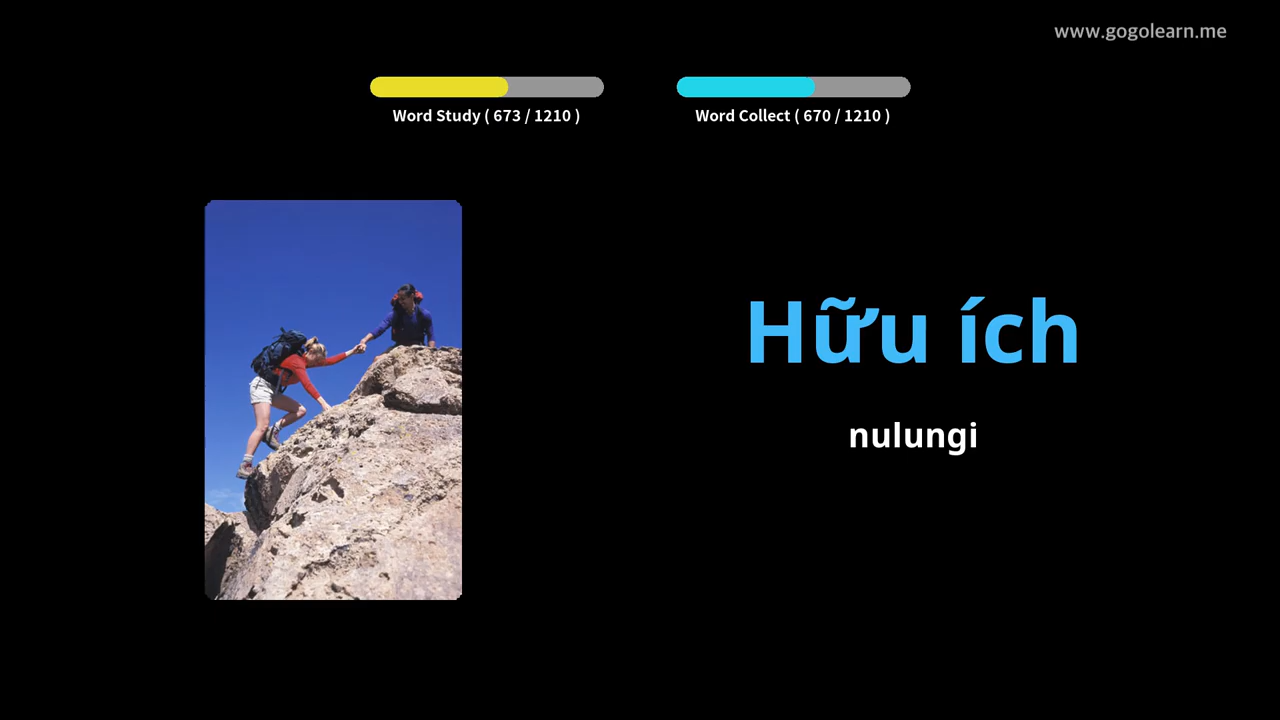 www.gogolearn.me
Word Study ( 673 / 1210 )
Word Collect ( 670 / 1210 )
Hữu ích
nulungi